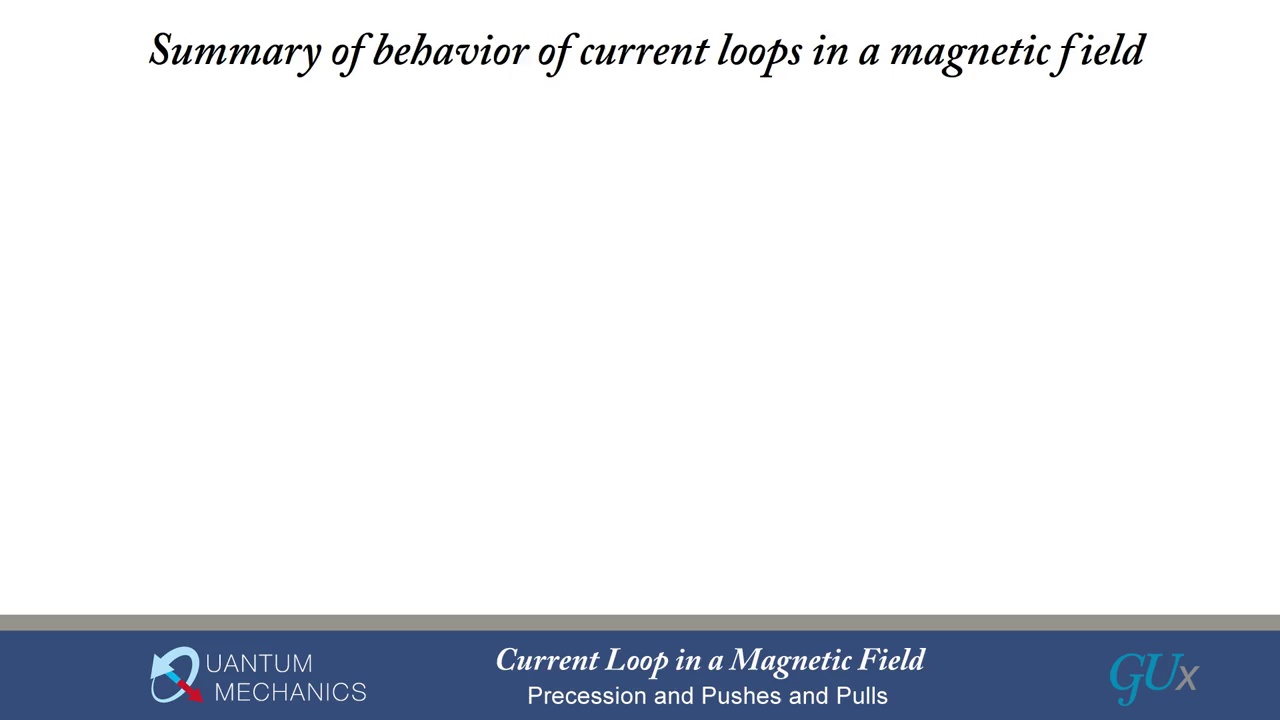 Summary of behavior of current loops in a magnetic field
QUANTUM
MECHANICS
Current Loop in a Magnetic Field
Precession and Pushes and Pulls
GUx